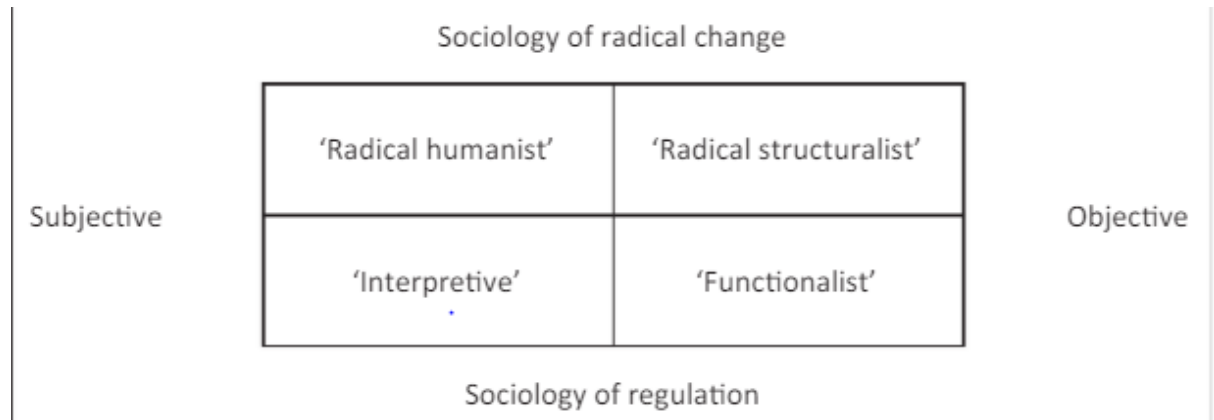 Sociology of radical change
‘Radical humanist’ ‘Radical structuralist’
Subjective Objective
‘Interpretive’ ‘Functionalist’
Sociology of regulation